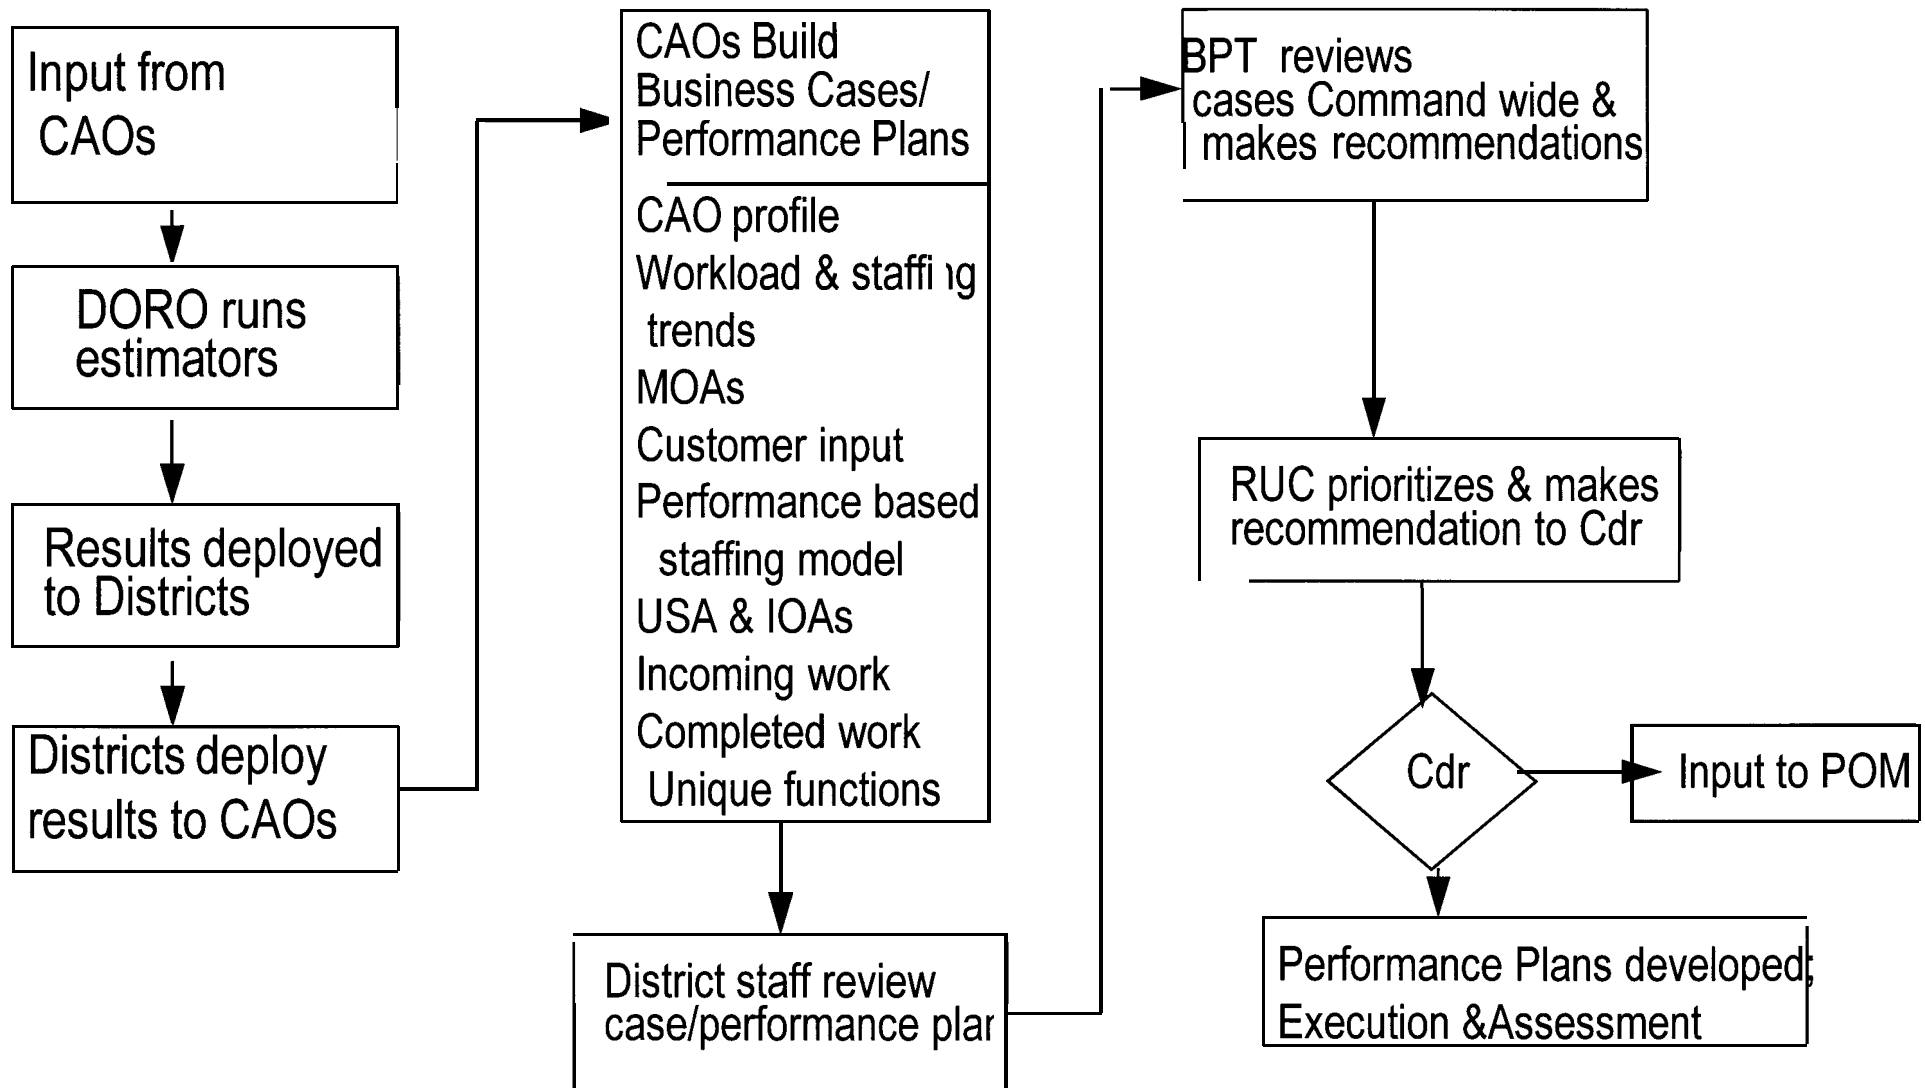 Input from
CAOs
DORO runs
estimators
Results deployed
to Districts
Districts deploy
results to CAOs
CAOs Build
Business Cases/
Performance Plans
CAO profile
Workload & staffing
trends
MOAs
Customer input
Performance based
staffing model
USA & IOAs
Incoming work
Completed work
Unique functions
District staff review
case/performance plan
BPT reviews
cases Command wide &
makes recommendations
RUC prioritizes & makes
recommendation to Cdr
Cdr
Input to POM
Performance Plans developed;
Execution &Assessment